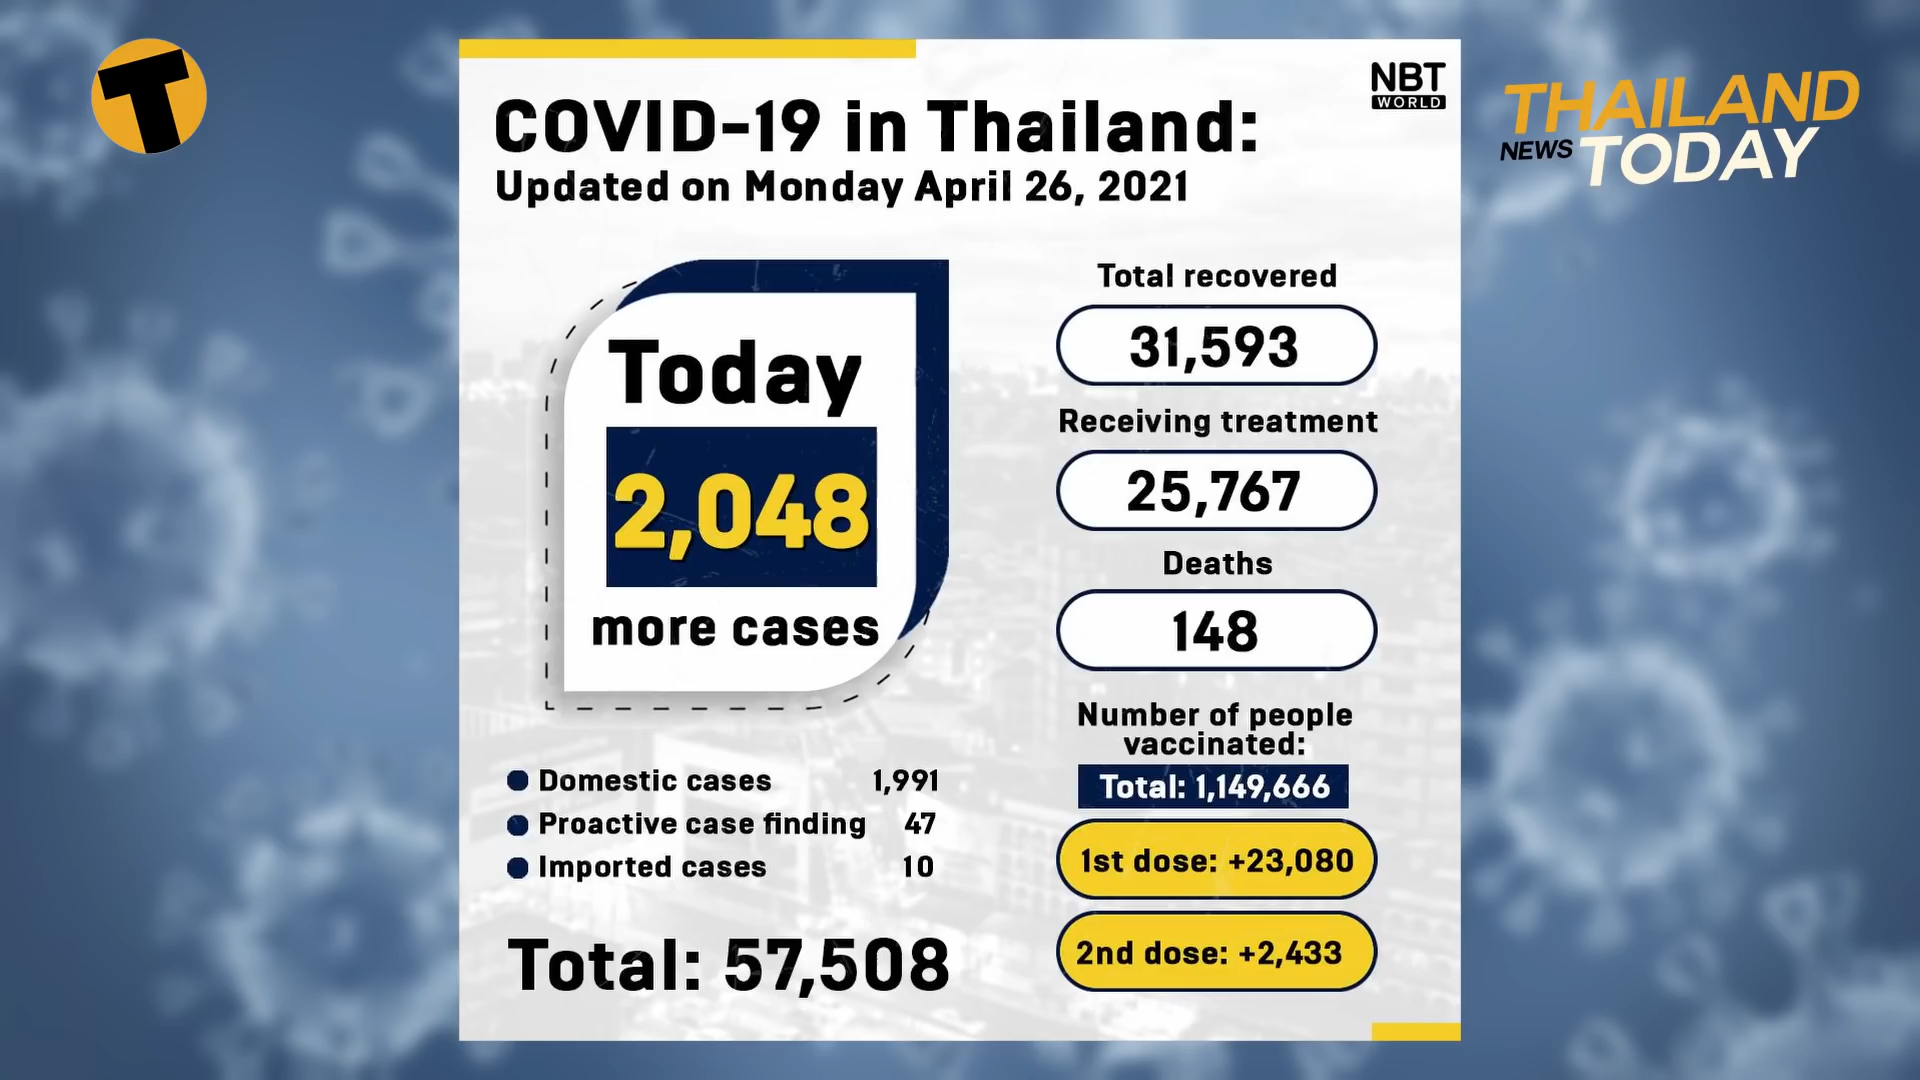 T
THAILAND
NEWS TODAY
NBT
WORLD
COVID-19 in Thailand:
Updated on Monday April 26, 2021
Today
2,048
more cases
Domestic cases 1,991
Proactive case finding 47
Imported cases 10
Total: 57,508
Total recovered
31,593
Receiving treatment
25,767
Deaths
148
Number of people
vaccinated:
Total: 1,149,666
1st dose: +23,080
2nd dose: +2,433